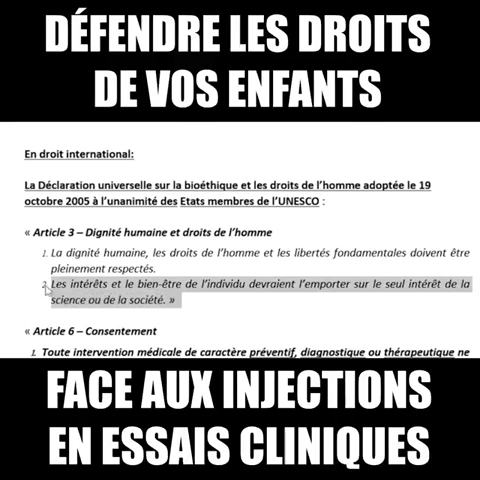 DÉFENDRE LES DROITS
DE VOS ENFANTS
En droit international:
La Déclaration universelle sur la bioéthique et les droits de l'homme adoptée le 19
octobre 2005 à l'unanimité des Etats membres de l'UNESCO :
« Article 3 – Dignité humaine et droits de l'homme
1. La dignité humaine, les droits de l'homme et les libertés fondamentales doivent être
pleinement respectés.
2. Les intérêts et le bien-être de l'individu devraient l'emporter sur le seul intérêt de la
science ou de la société. »
« Article 6 – Consentement
1. Toute intervention médicale de caractère préventif, diagnostique ou thérapeutique ne
FACE AUX INJECTIONS
EN ESSAIS CLINIQUES